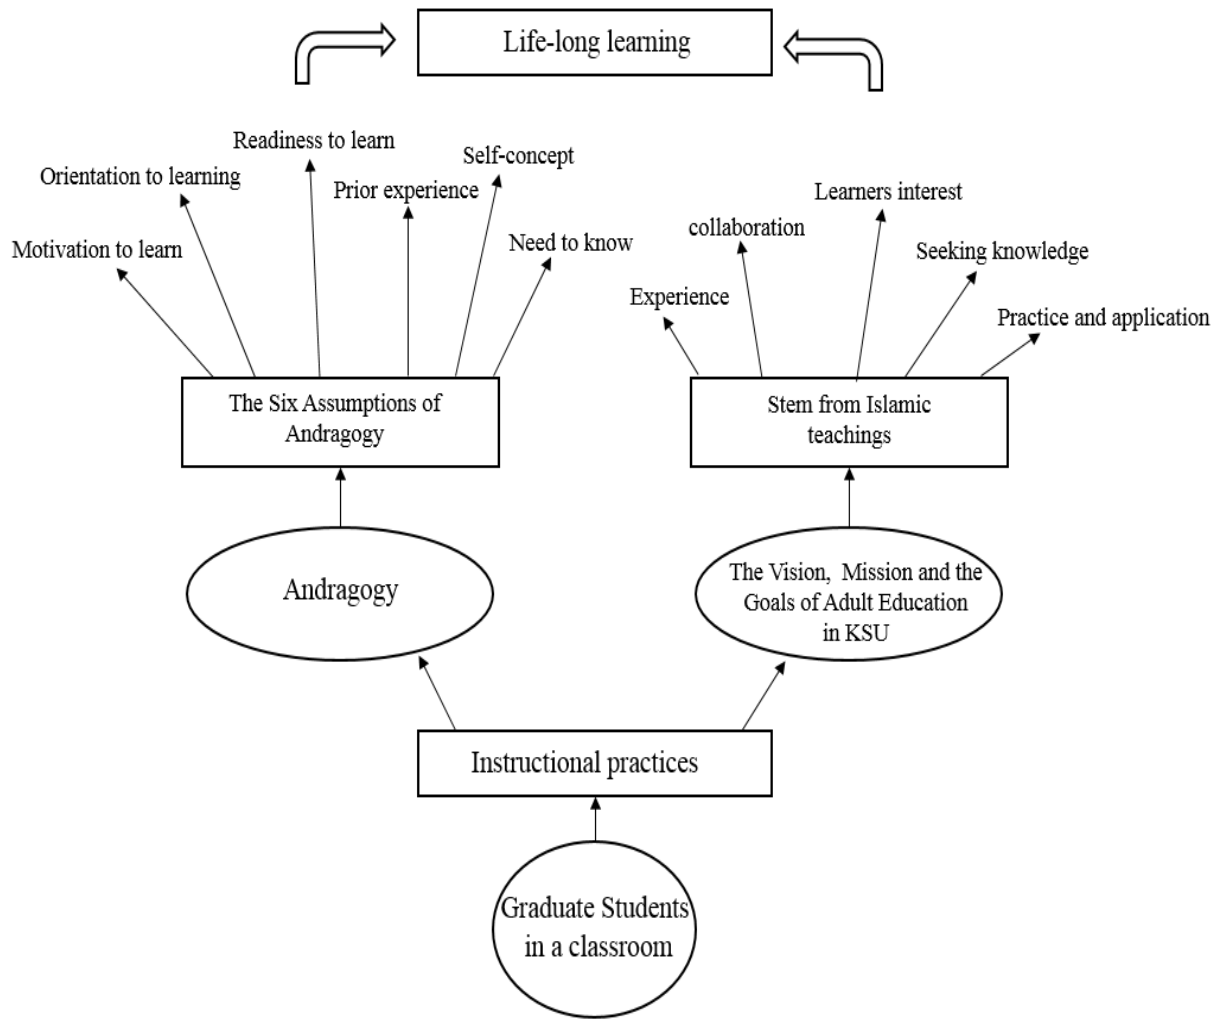 Life-long learning
Readiness to learn
Self-concept
Orientation to learning
Prior experience
Motivation to learn
Need to know
Learners interest
collaboration
Seeking knowledge
Experience
Practice and application
The Six Assumptions of
Andragogy
Stem from Islamic
teachings
Andragogy
The Vision, Mission and the
Goals of Adult Education
in KSU
Instructional practices
Graduate Students
in a classroom